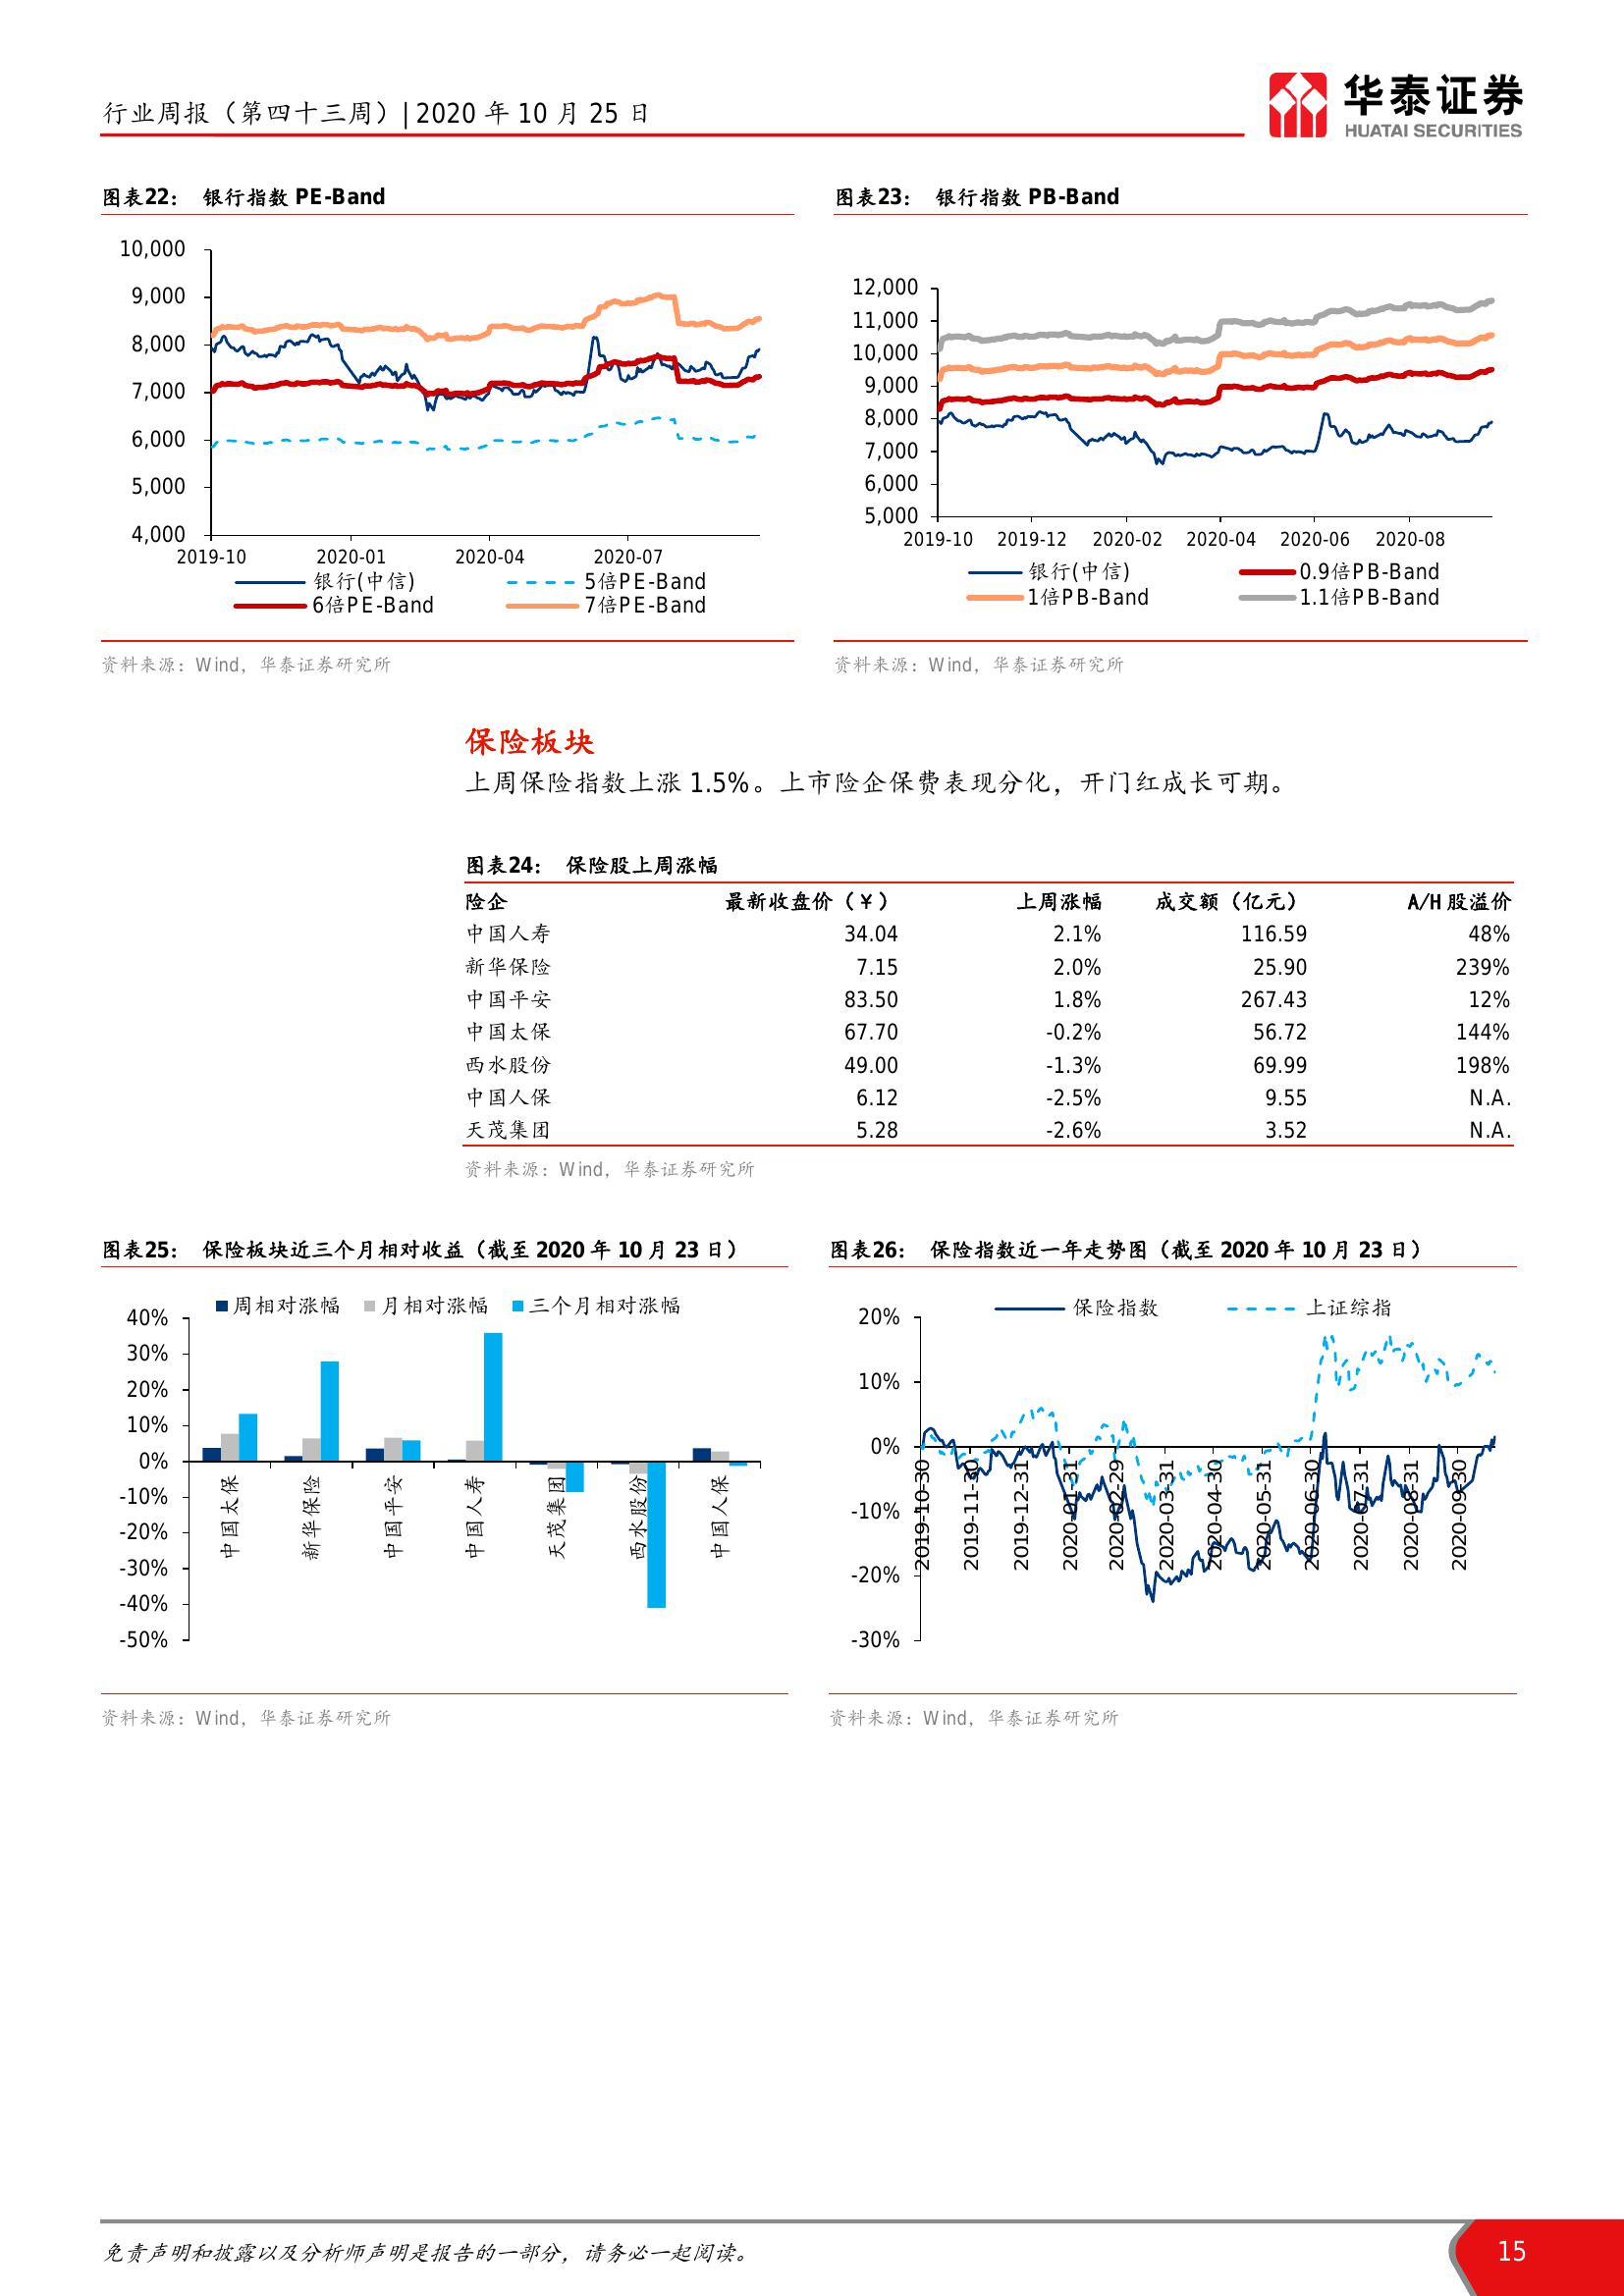 行业周报（第四十三周）| 2020 年 10 月 25 日
华泰证券
HUATAI SECURITIES
图表22： 银行指数 PE-Band
10,000
9,000
8,000
7,000
6,000
5,000
4,000
2019-10 2020-01 2020-04 2020-07
银行(中信) 5倍PE-Band
6倍PE-Band 7倍PE-Band
资料来源：Wind，华泰证券研究所
图表23： 银行指数 PB-Band
12,000
11,000
10,000
9,000
8,000
7,000
6,000
5,000
2019-10 2019-12 2020-02 2020-04 2020-06 2020-08
银行(中信) 0.9倍PB-Band
1倍PB-Band 1.1倍PB-Band
资料来源：Wind，华泰证券研究所
保险板块
上周保险指数上涨 1.5%。上市险企保费表现分化，开门红成长可期。
图表24： 保险股上周涨幅
险企 最新收盘价（￥） 上周涨幅 成交额（亿元） A/H 股溢价
中国人寿 34.04 2.1% 116.59 48%
新华保险 7.15 2.0% 25.90 239%
中国平安 83.50 1.8% 267.43 12%
中国太保 67.70 -0.2% 56.72 144%
西水股份 49.00 -1.3% 69.99 198%
中国人保 6.12 -2.5% 9.55 N.A.
天茂集团 5.28 -2.6% 3.52 N.A.
资料来源：Wind，华泰证券研究所
图表25： 保险板块近三个月相对收益（截至 2020 年 10 月 23 日）
周相对涨幅 月相对涨幅 三个月相对涨幅
40%
30%
20%
10%
0%
-10%
-20%
-30%
-40%
-50%
中国太保
新华保险
中国平安
中国人寿
天茂集团
西水股份
中国人保
资料来源：Wind，华泰证券研究所
图表26： 保险指数近一年走势图（截至 2020 年 10 月 23 日）
保险指数 上证综指
20%
10%
0%
-10%
-20%
-30%
2019-10-30
2019-11-30
2019-12-31
2020-01-31
2020-02-29
2020-03-31
2020-04-30
2020-05-31
2020-06-30
2020-07-31
2020-08-31
2020-09-30
资料来源：Wind，华泰证券研究所
免责声明和披露以及分析师声明是报告的一部分，请务必一起阅读。
15